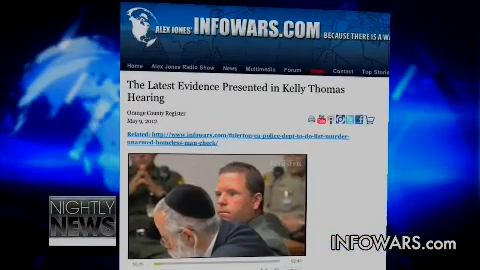 ALEX JONES' INFOWARS.COM BECAUSE THERE IS A WA
Home Alex Jones Radio Show News Multimedia Forum Contact Top Stories
The Latest Evidence Presented in Kelly Thomas
Hearing
Orange County Register
May 9, 2012
Related: http://www.infowars.com/fullerton-ca-police-dept-to-da-list-murder-
unarmed-homeless-man-check/
NIGHTLY
NEWS
INFOWARS.com